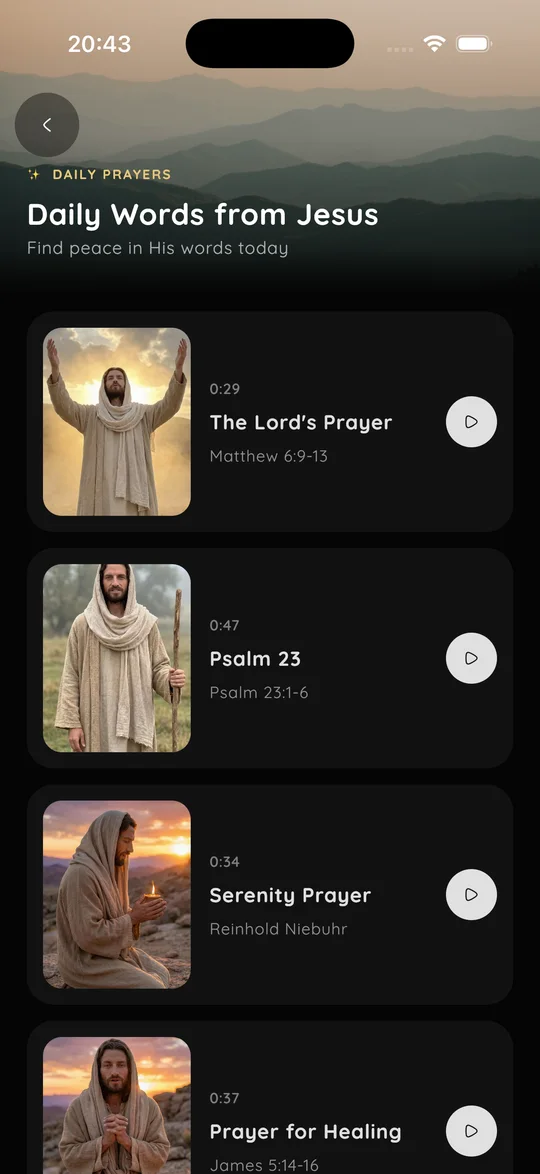 20:43
DAILY PRAYERS
Daily Words from Jesus
Find peace in His words today
0:29
The Lord's Prayer
Matthew 6:9-13
0:47
Psalm 23
Psalm 23:1-6
0:34
Serenity Prayer
Reinhold Niebuhr
0:37
Prayer for Healing
James 5:14-16